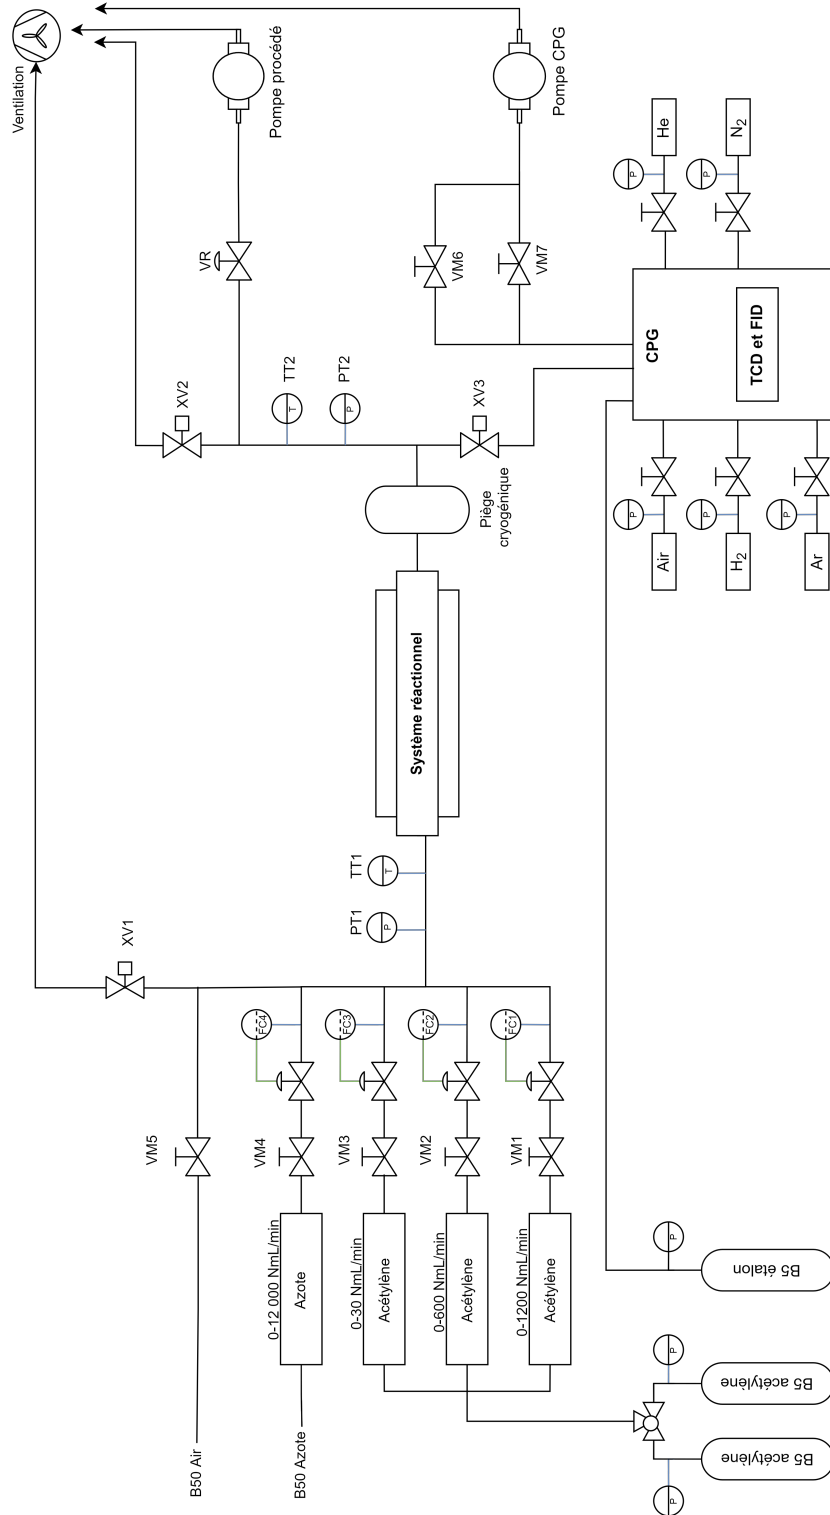 Ventilation
Pompe procédé
Pompe CPG
VR
VM6
VM7
He
P
N2
P
XV2
TT2
T
PT2
P
XV3
CPG
TCD et FID
Piège
cryogénique
Air
P
H2
P
Ar
P
Système réactionnel
TT1
T
PT1
P
XV1
FC4
FC3
FC2
FC1
VM5
VM4
VM3
VM2
VM1
0-12 000 NmL/min
Azote
0-30 NmL/min
Acétylène
0-600 NmL/min
Acétylène
0-1200 NmL/min
Acétylène
B50 Air
B50 Azote
P
B5 étalon
P
B5 acétylène
P
B5 acétylène